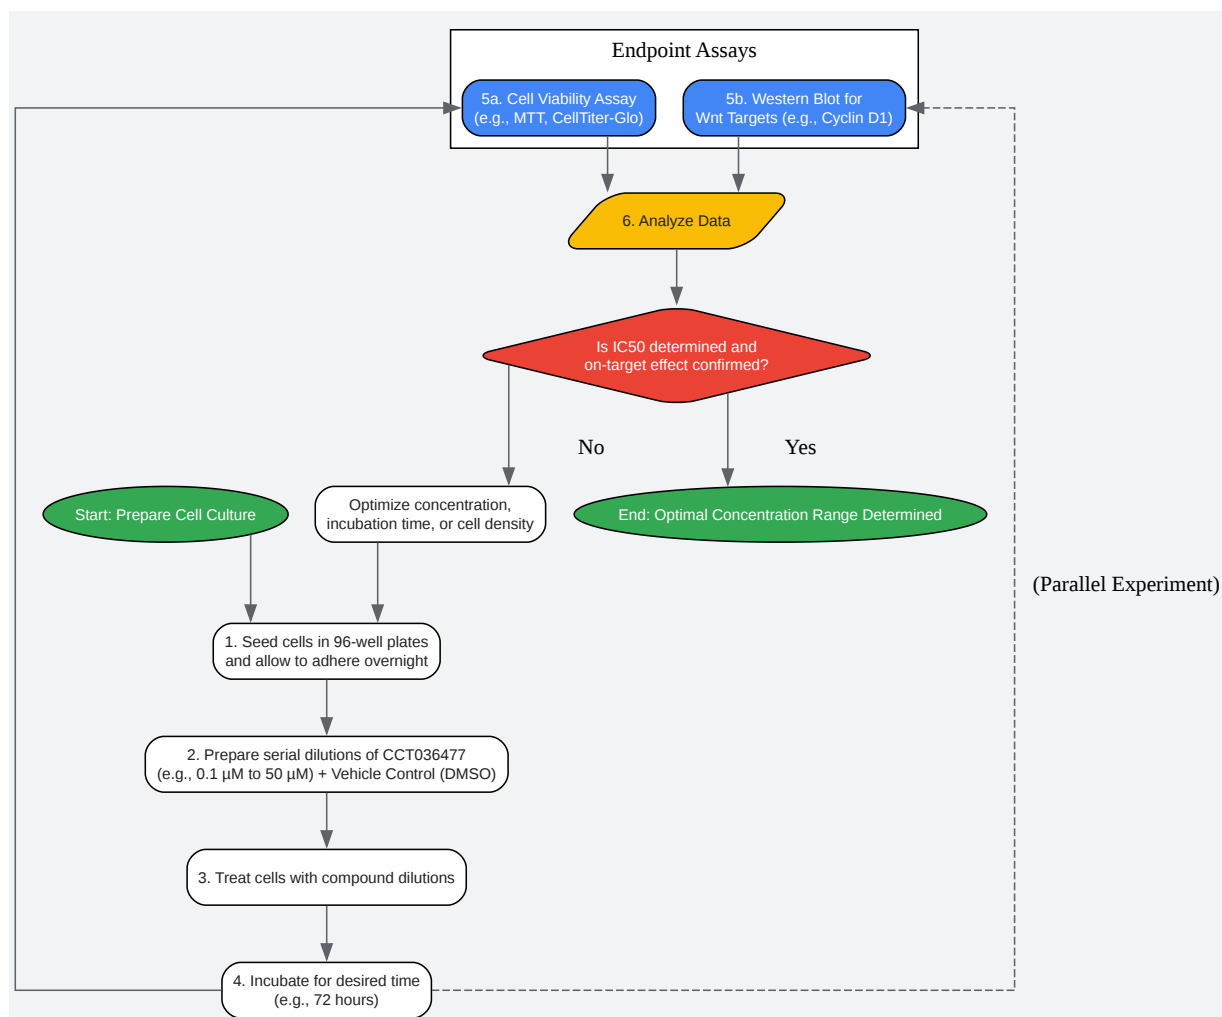 Endpoint Assays
5a. Cell Viability Assay
(e.g., MTT, CellTiter-Glo)
5b. Western Blot for
Wnt Targets (e.g., Cyclin D1)
6. Analyze Data
Is IC50 determined and
on-target effect confirmed?
No
Yes
Start: Prepare Cell Culture
Optimize concentration,
incubation time, or cell density
End: Optimal Concentration Range Determined
(Parallel Experiment)
1. Seed cells in 96-well plates
and allow to adhere overnight
2. Prepare serial dilutions of CCT036477
(e.g., 0.1 µM to 50 µM) + Vehicle Control (DMSO)
3. Treat cells with compound dilutions
4. Incubate for desired time
(e.g., 72 hours)